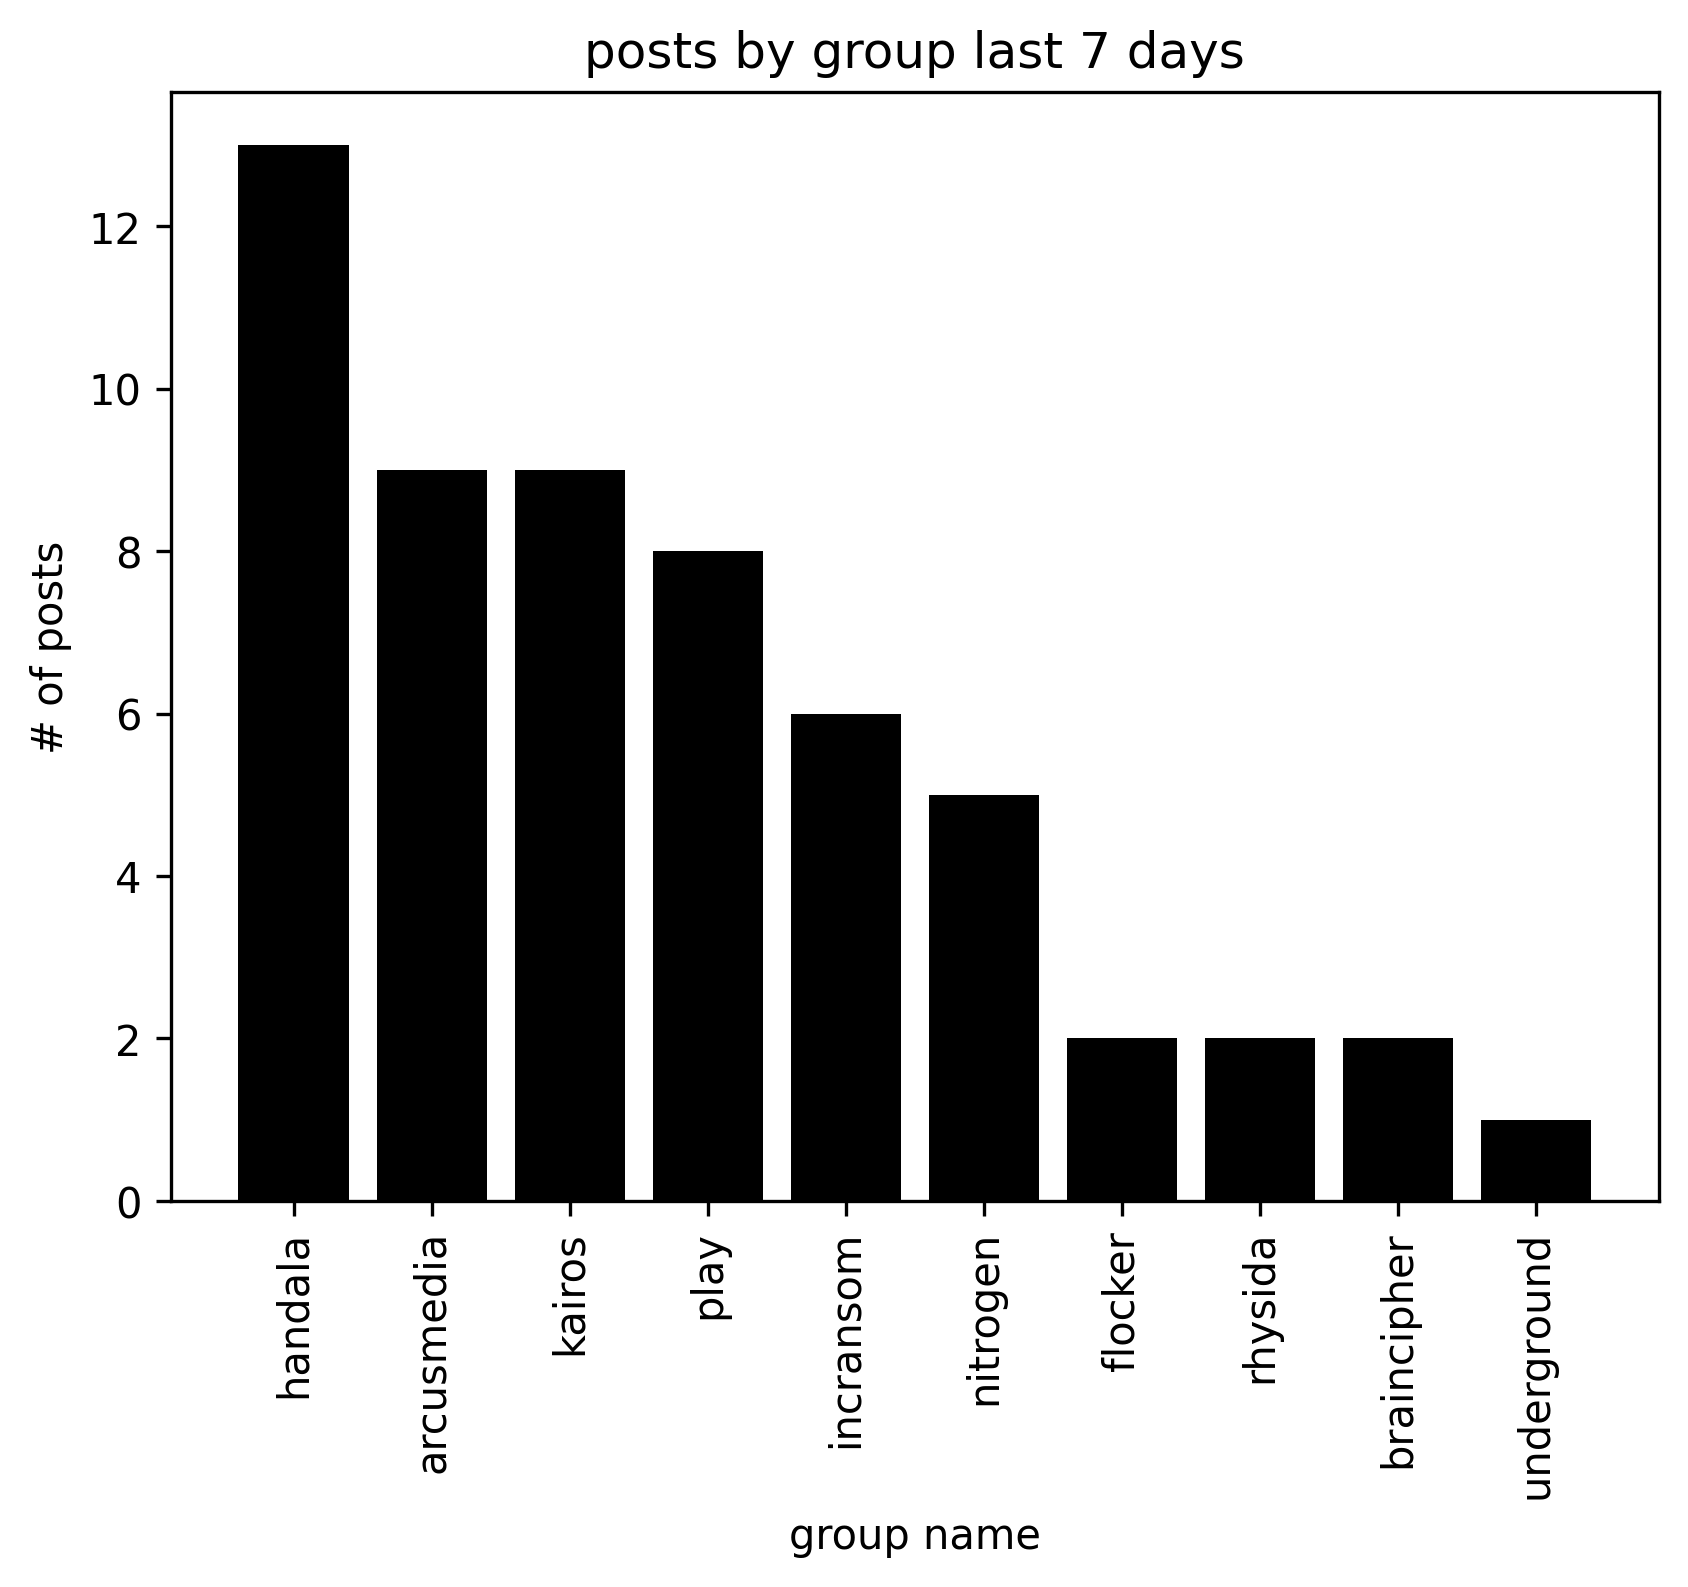 posts by group last 7 days
# of posts
12
10
8
6
4
2
0
handala
arcusmedia
kairos
play
incransom
nitrogen
flocker
rhysida
braincipher
underground
group name